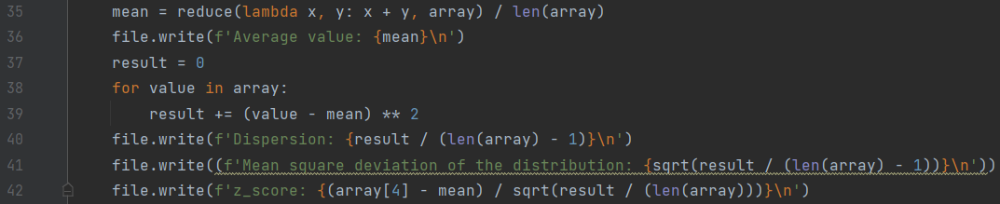 35 mean = reduce(lambda x, y: x + y, array) / len(array)
36 file.write(f'Average value: {mean}\n')
37 result = 0
38 for value in array:
39 result += (value - mean) ** 2
40 file.write(f'Dispersion: {result / (len(array) - 1)}\n')
41 file.write((f'Mean square deviation of the distribution: {sqrt(result / (len(array) - 1))}\n'))
42 file.write(f'z_score: {(array[4] - mean) / sqrt(result / (len(array)))}\n')